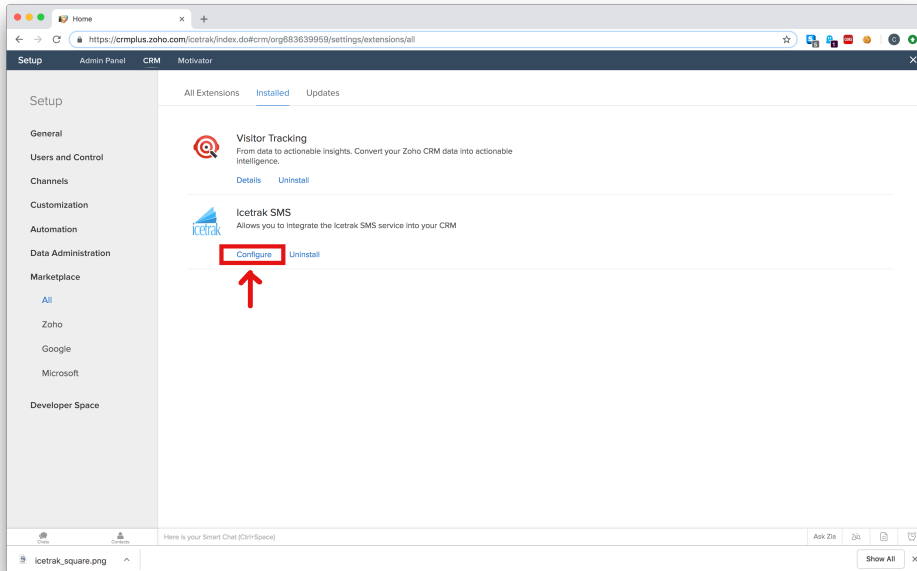 Home
https://crmplus.zoho.com/icetrak/index.do#crm/org683639959/settings/extensions/all
Setup Admin Panel CRM Motivator
Setup
General
Users and Control
Channels
Customization
Automation
Data Administration
Marketplace
All
Zoho
Google
Microsoft
Developer Space
All Extensions Installed Updates
Visitor Tracking
From data to actionable insights. Convert your Zoho CRM data into actionable
intelligence.
Details Uninstall
icetrak
Icetrak SMS
Allows you to integrate the Icetrak SMS service into your CRM
Configure Uninstall
Chats Contacts Here is your Smart Chat (Ctrl+Space) Ask Zia
icetrak_square.png Show All